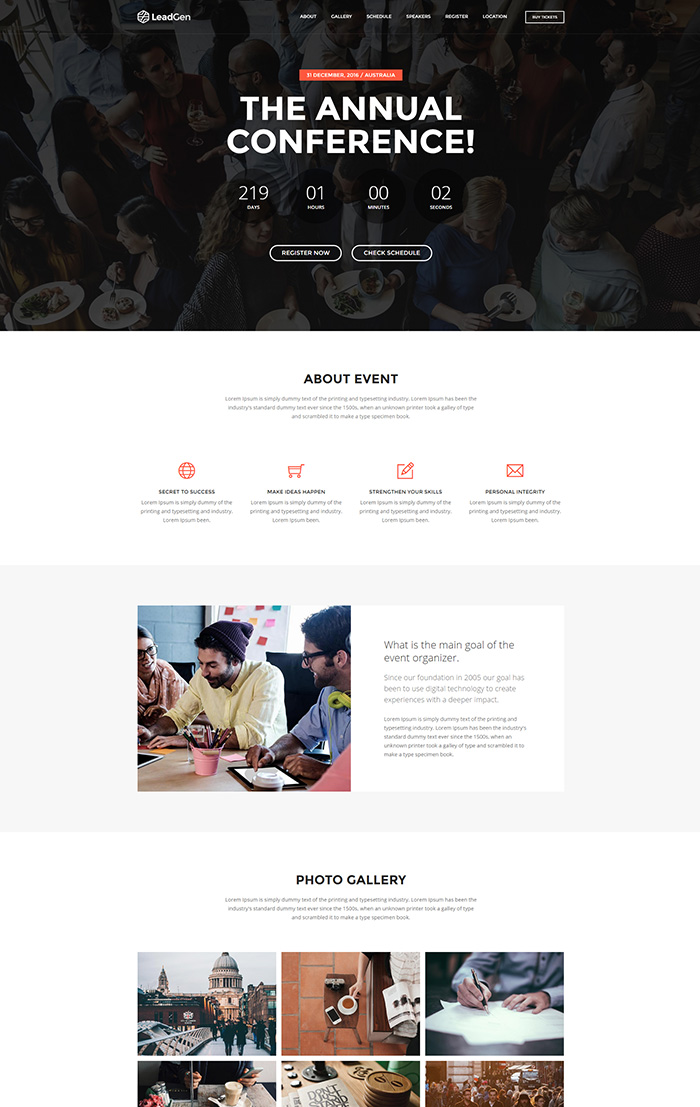 LeadGen
ABOUT GALLERY SCHEDULE SPEAKERS REGISTER LOCATION BUY TICKETS
31 DECEMBER, 2016 / AUSTRALIA
THE ANNUAL
CONFERENCE!
219 01 00 02
DAYS HOURS MINUTES SECONDS
REGISTER NOW CHECK SCHEDULE
ABOUT EVENT
Lorem Ipsum is simply dummy text of the printing and typesetting industry. Lorem Ipsum has been the
industry's standard dummy text ever since the 1500s, when an unknown printer took a galley of type
and scrambled it to make a type specimen book.
SECRET TO SUCCESS
Lorem Ipsum is simply dummy of the
printing and typesetting and industry.
Lorem Ipsum been.
MAKE IDEAS HAPPEN
Lorem Ipsum is simply dummy of the
printing and typesetting and industry.
Lorem Ipsum been.
STRENGTHEN YOUR SKILLS
Lorem Ipsum is simply dummy of the
printing and typesetting and industry.
Lorem Ipsum been.
PERSONAL INTEGRITY
Lorem Ipsum is simply dummy of the
printing and typesetting and industry.
Lorem Ipsum been.
What is the main goal of the
event organizer.
Since our foundation in 2005 our goal has
been to use digital technology to create
experiences with a deeper impact.
Lorem Ipsum is simply dummy text of the printing and
typesetting industry. Lorem Ipsum has been the industry's
standard dummy text ever since the 1500s, when an
unknown printer took a galley of type and scrambled it to
make a type specimen book.
PHOTO GALLERY
Lorem Ipsum is simply dummy text of the printing and typesetting industry. Lorem Ipsum has been the
industry's standard dummy text ever since the 1500s, when an unknown printer took a galley of type
and scrambled it to make a type specimen book.
DON'T